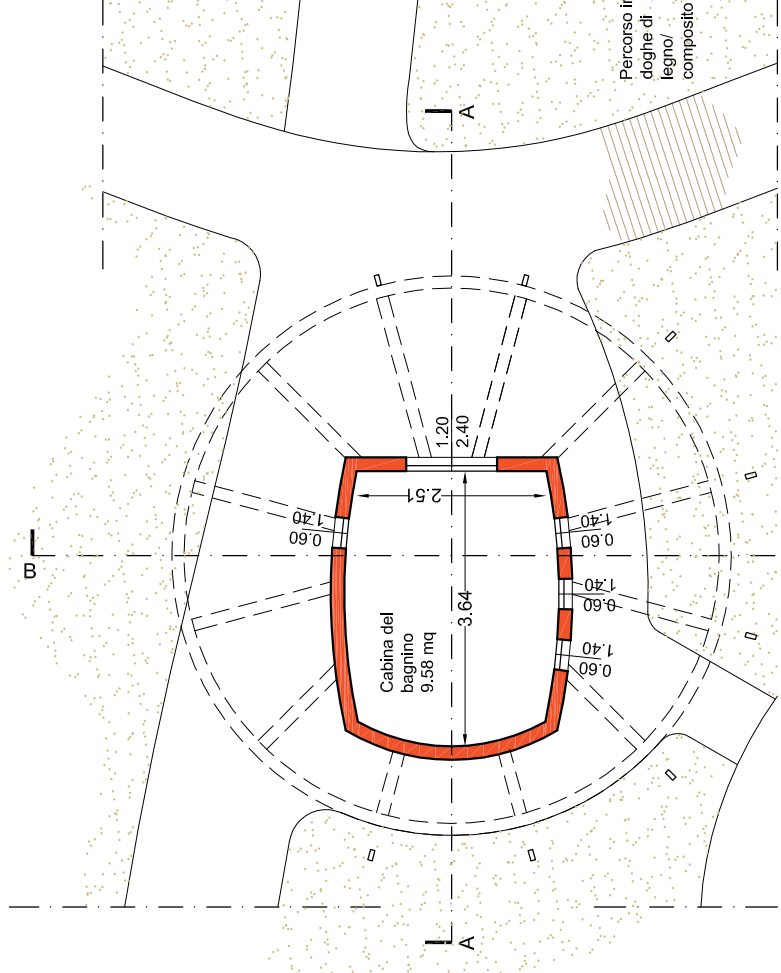 Percorso in
doghe di
legno/
composito
A
1.20
2.40
2.51
1.40
0.60
1.40
0.60
B
1.40
0.60
3.64
Cabina del
bagnino
9.58 mq
1.40
0.60
A